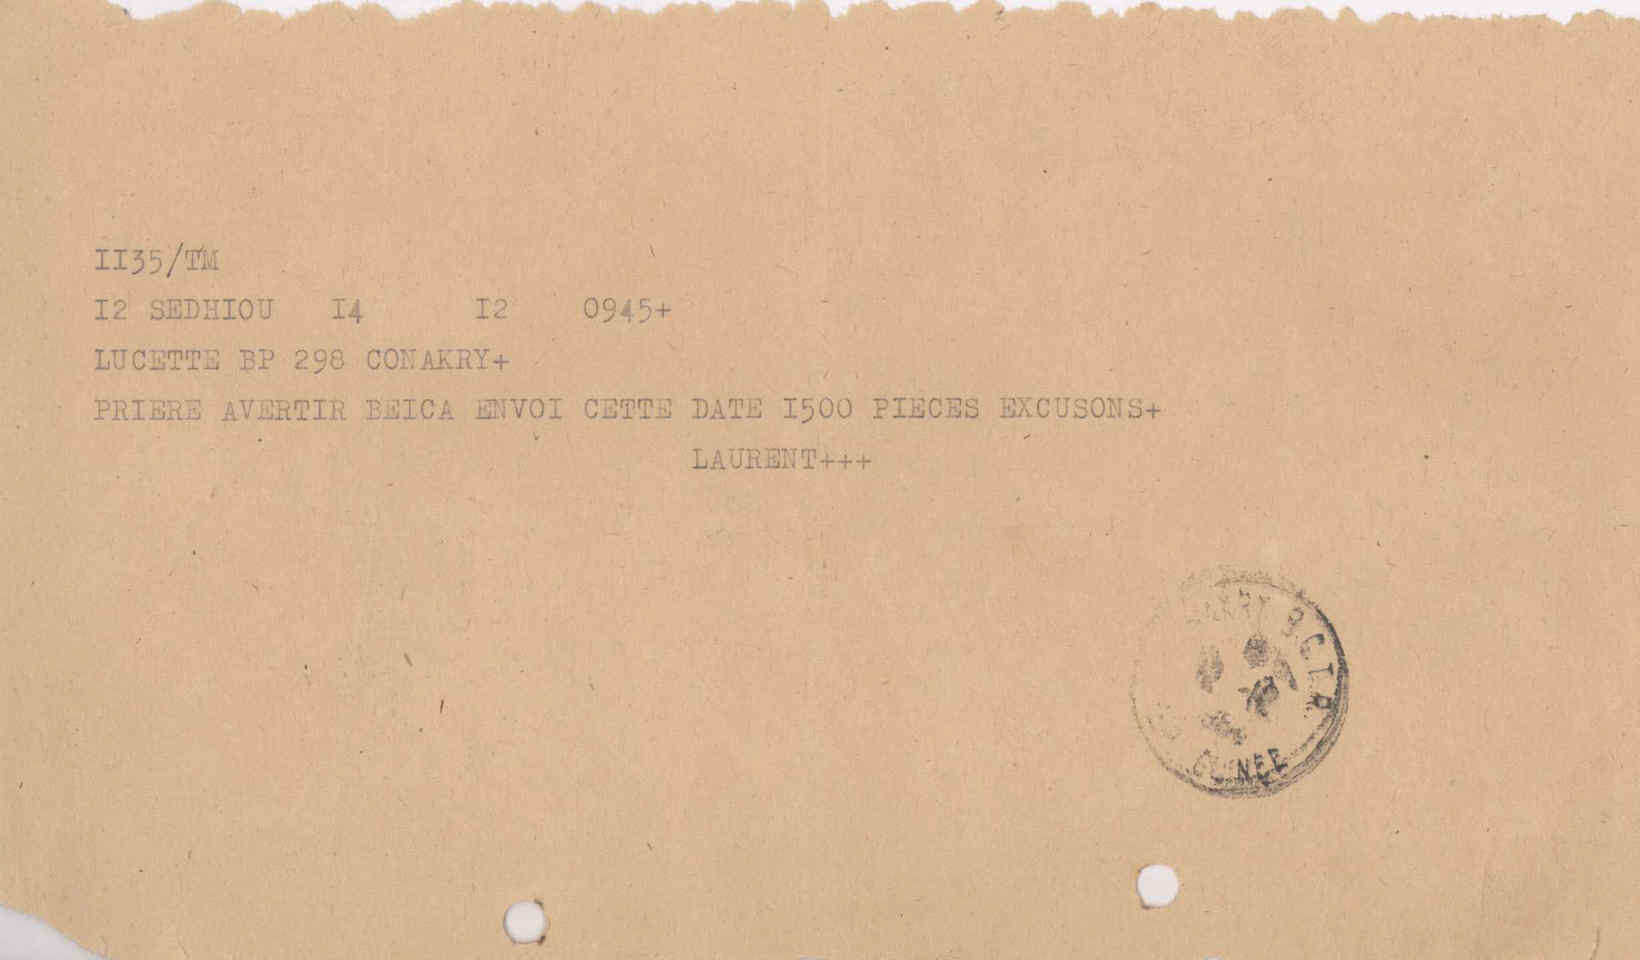 II35/TM
I2 SEDHIOU I4 I2 0945+
LUCETTE BP 298 CONAKRY+
PRIERE AVERTIR BEICA ENVOI CETTE DATE I500 PIECES EXCUSONS+
LAURENT+++
GUINEE